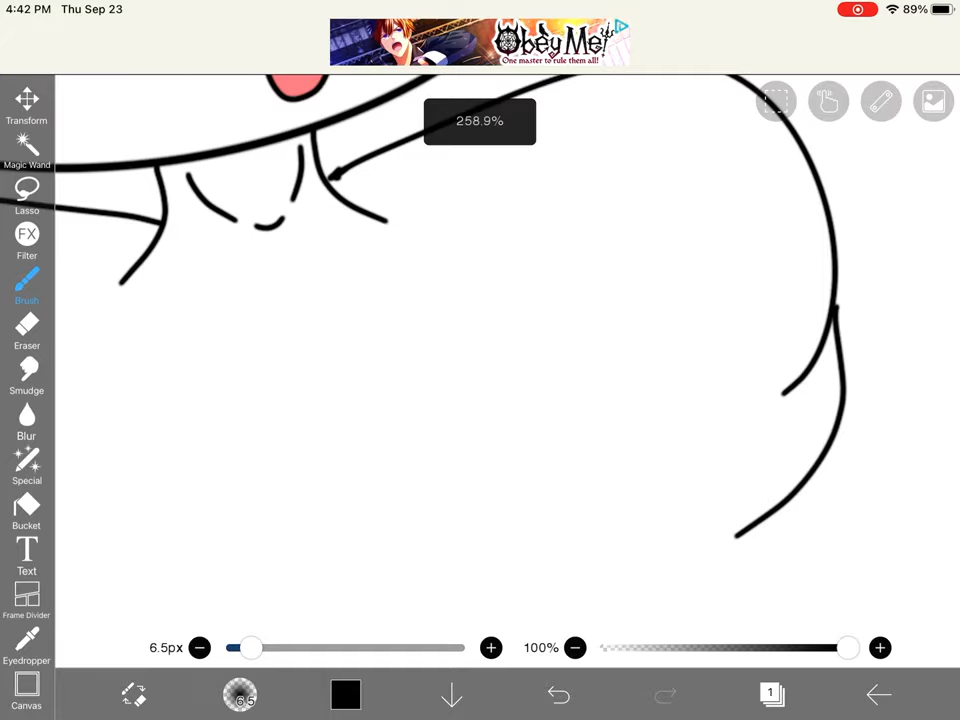 4:42 PM Thu Sep 23
89%
Obey Me!
One master to rule them all!
258.9%
Transform
Magic Wand
Lasso
FX
Filter
Brush
Eraser
Smudge
Blur
Special
Bucket
T
Text
Frame Divider
Eyedropper
Canvas
6.5px
100%
6.5
1